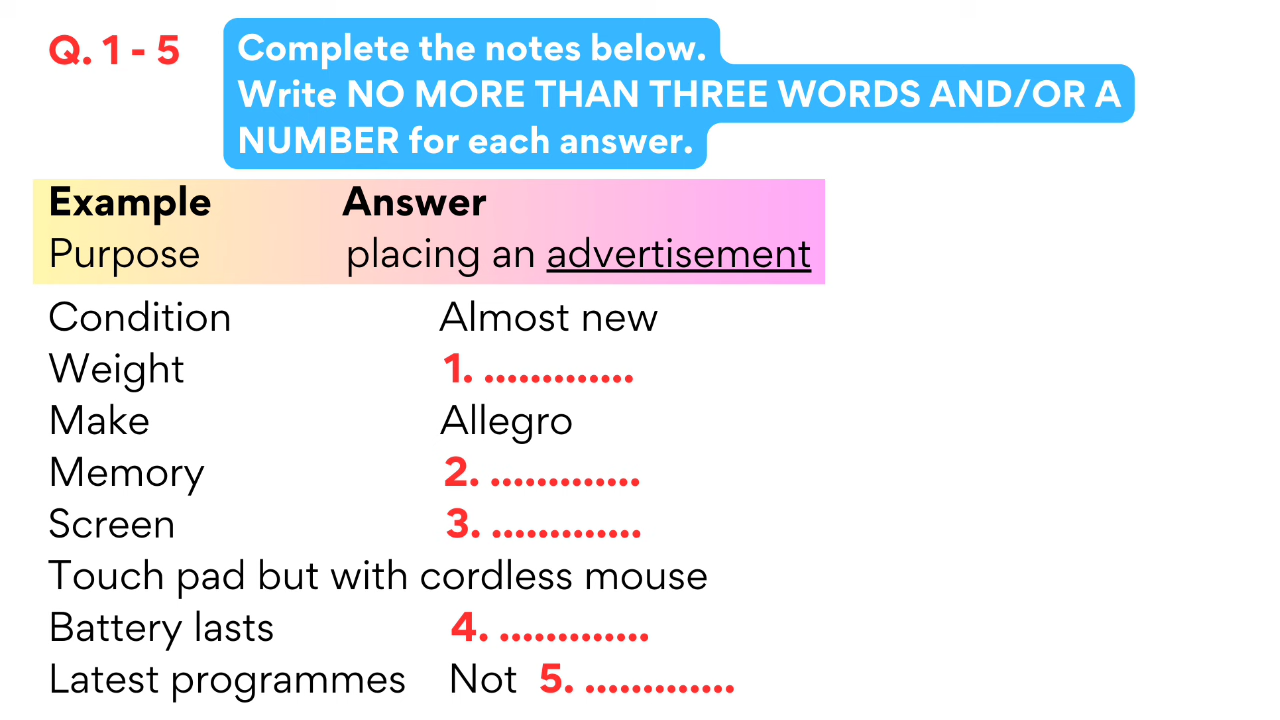 Q. 1 - 5
Complete the notes below.
Write NO MORE THAN THREE WORDS AND/OR A
NUMBER for each answer.
Example Answer
Purpose placing an advertisement
Condition Almost new
Weight 1. .............
Make Allegro
Memory 2. .............
Screen 3. .............
Touch pad but with cordless mouse
Battery lasts 4. .............
Latest programmes Not 5. .............